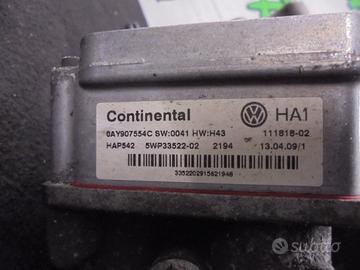 Continental HA1
0AY907554C SW:0041 HW:H43 111818-02
HAP542 5WP33522-02 2194 13.04.09/1
3352202915621946
subito